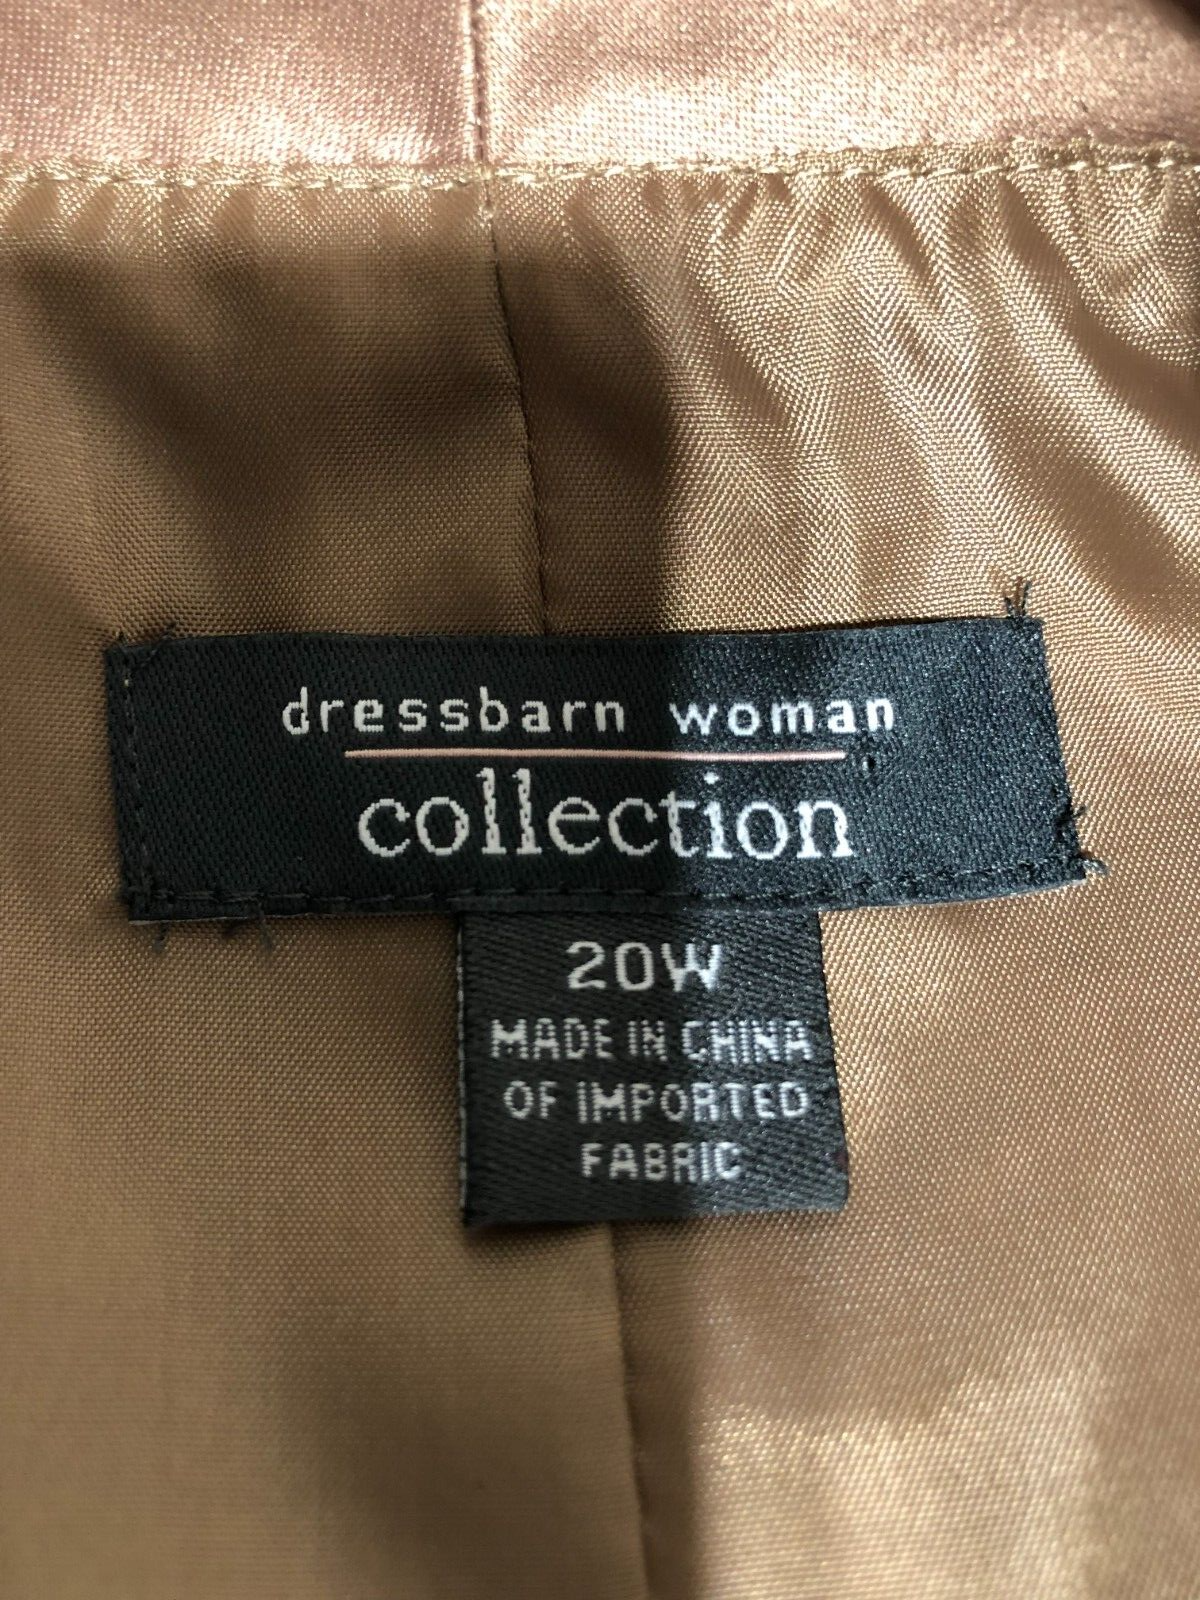 dressbarn woman
collection
20W
MADE IN CHINA
OF IMPORTED
FABRIC